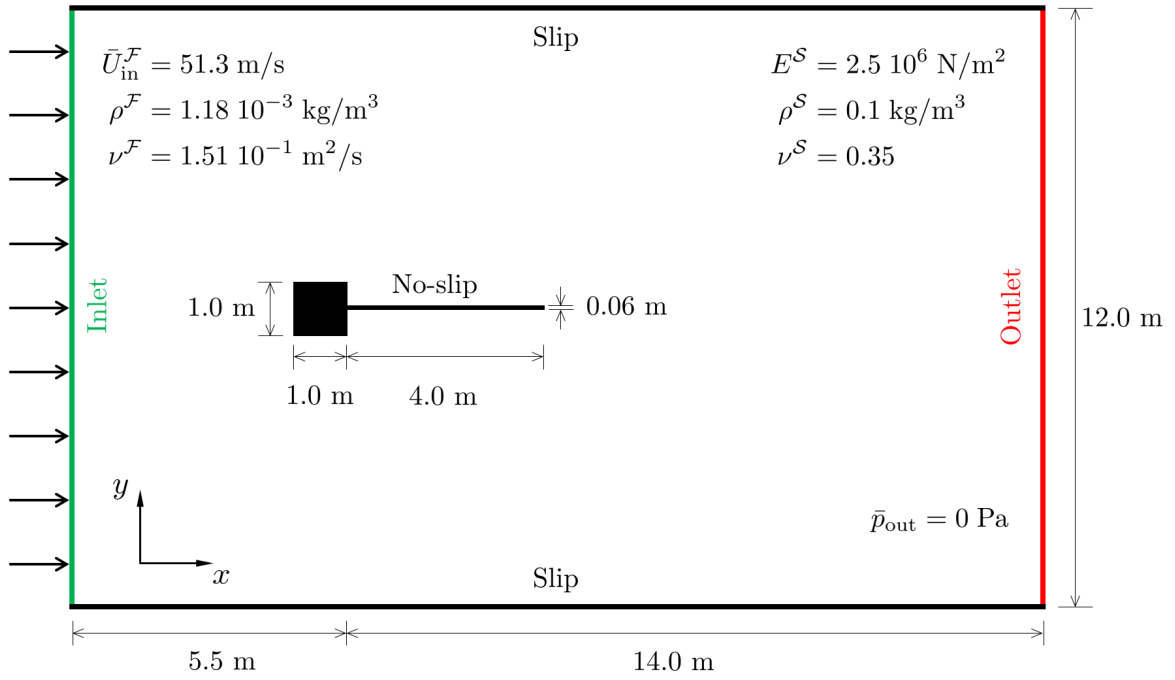 Slip
Ū_in^F = 51.3 m/s
ρ^F = 1.18 10^−3 kg/m^3
ν^F = 1.51 10^−1 m^2/s
E^S = 2.5 10^6 N/m^2
ρ^S = 0.1 kg/m^3
ν^S = 0.35
Inlet
No-slip
1.0 m
0.06 m
Outlet
12.0 m
1.0 m
4.0 m
y
x
p̄_out = 0 Pa
Slip
5.5 m
14.0 m